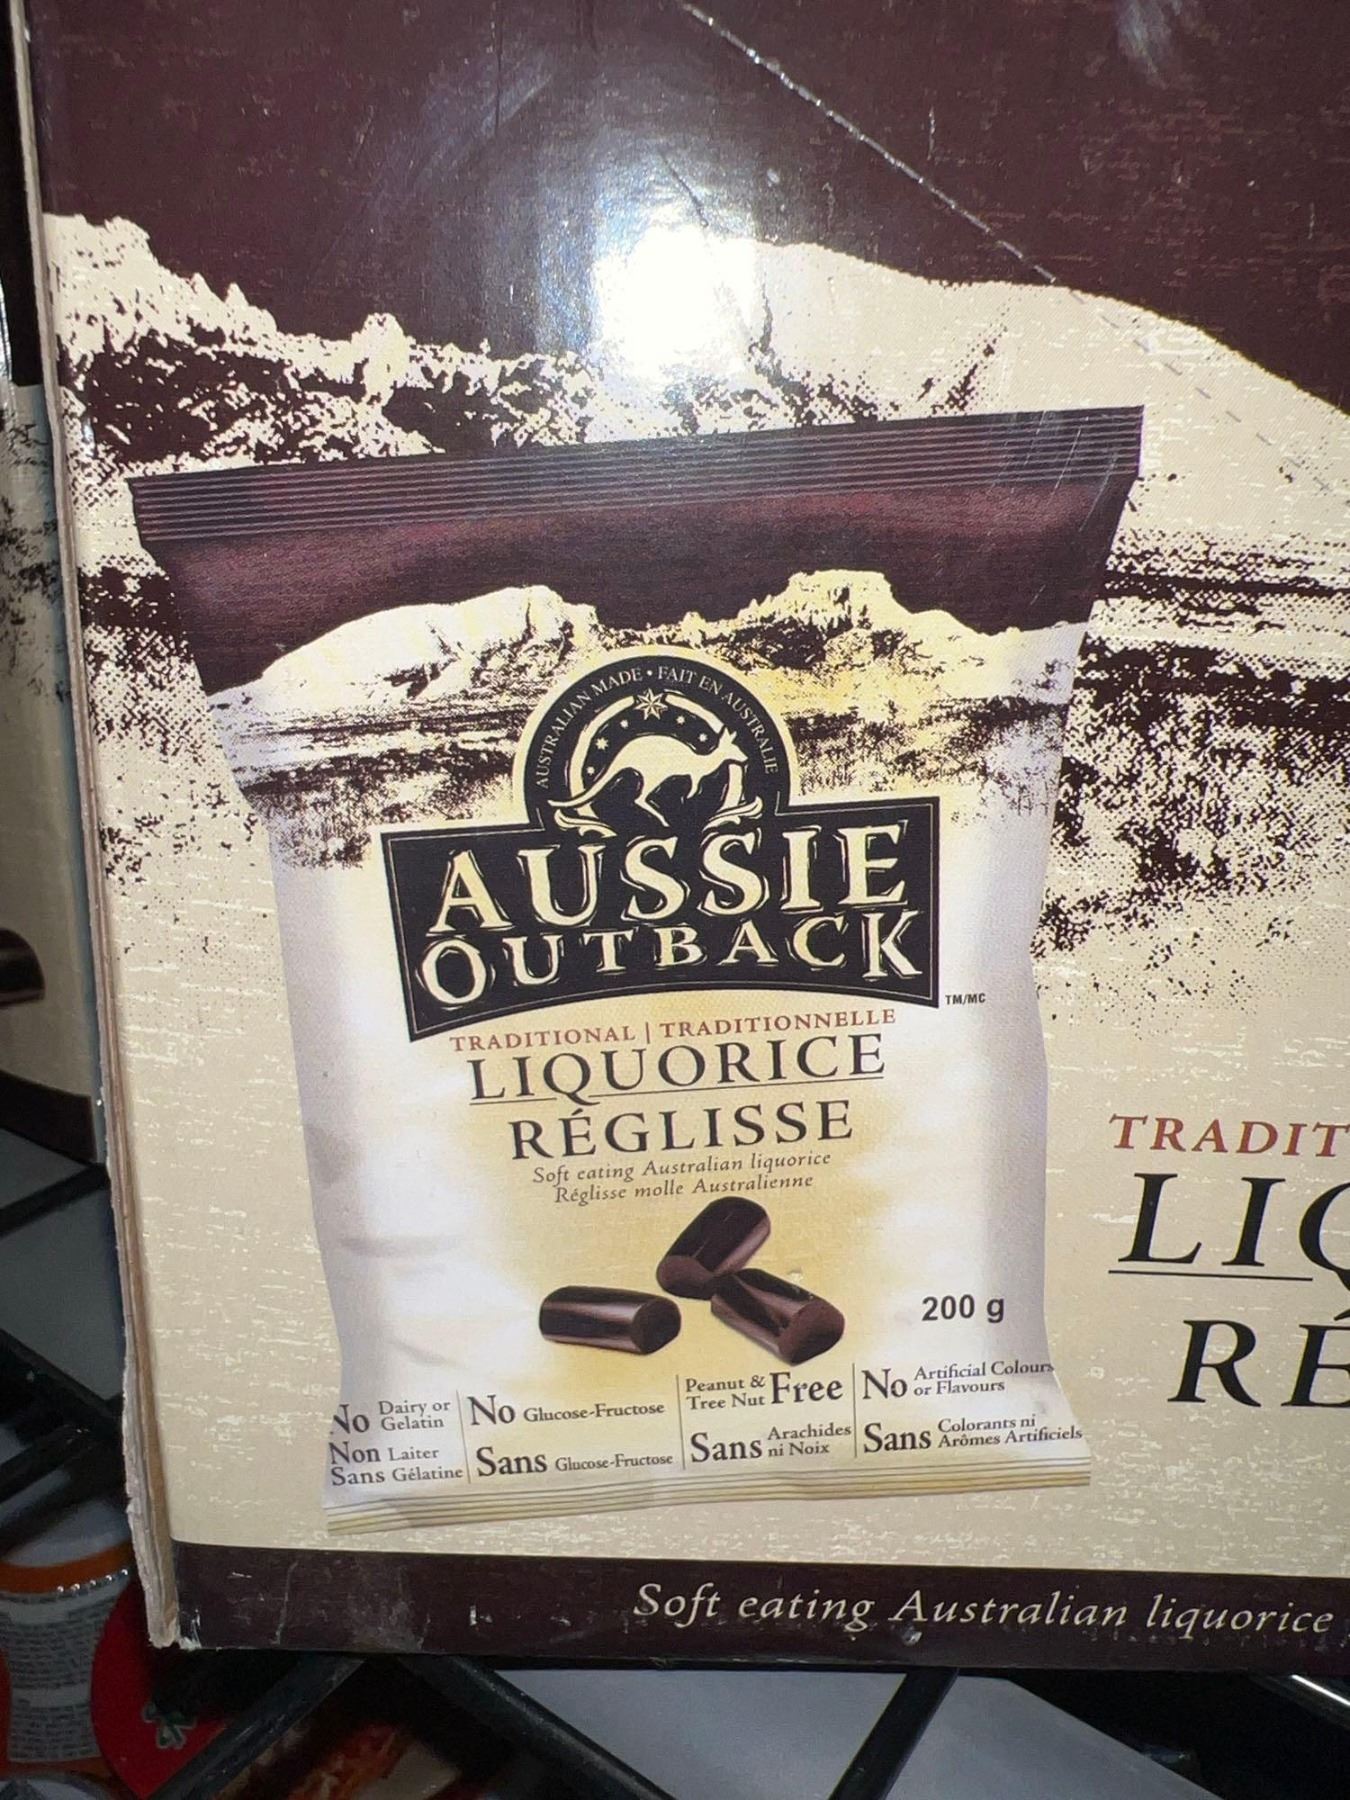 AUSTRALIAN MADE • FAIT EN AUSTRALIE
AUSSIE
OUTBACK
TM/MC
TRADITIONAL | TRADITIONNELLE
LIQUORICE
RÉGLISSE
Soft eating Australian liquorice
Réglisse molle Australienne
200 g
No Dairy or Gelatin
Non Laiter
Sans Gélatine
No Glucose-Fructose
Sans Glucose-Fructose
Peanut & Tree Nut Free
Sans Arachides ni Noix
No Artificial Colours or Flavours
Sans Colorants ni Arômes Artificiels
TRADIT
LIQ
RÉ
Soft eating Australian liquorice